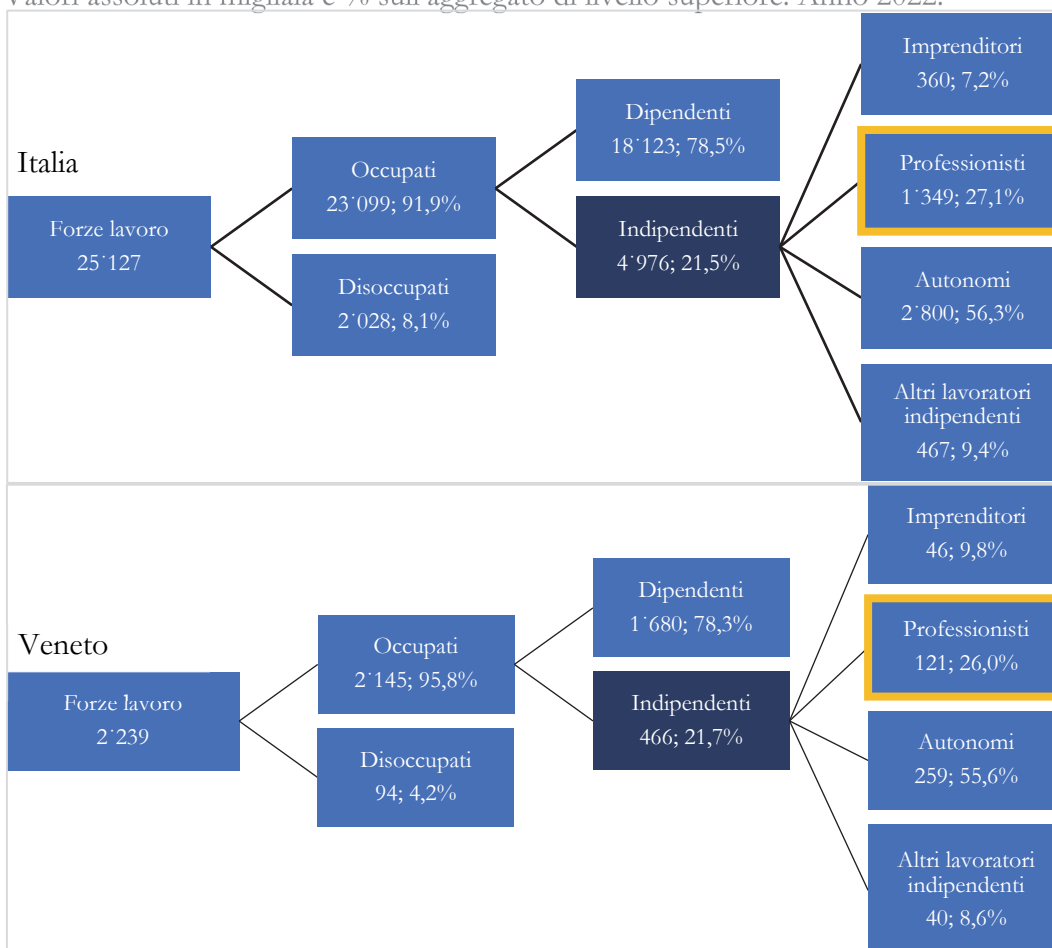 Valori assoluti in migliaia e % sull'aggregato di livello superiore. Anno 2022.
Italia
Forze lavoro
25˙127
Occupati
23˙099; 91,9%
Disoccupati
2˙028; 8,1%
Dipendenti
18˙123; 78,5%
Indipendenti
4˙976; 21,5%
Imprenditori
360; 7,2%
Professionisti
1˙349; 27,1%
Autonomi
2˙800; 56,3%
Altri lavoratori
indipendenti
467; 9,4%
Veneto
Forze lavoro
2˙239
Occupati
2˙145; 95,8%
Disoccupati
94; 4,2%
Dipendenti
1˙680; 78,3%
Indipendenti
466; 21,7%
Imprenditori
46; 9,8%
Professionisti
121; 26,0%
Autonomi
259; 55,6%
Altri lavoratori
indipendenti
40; 8,6%